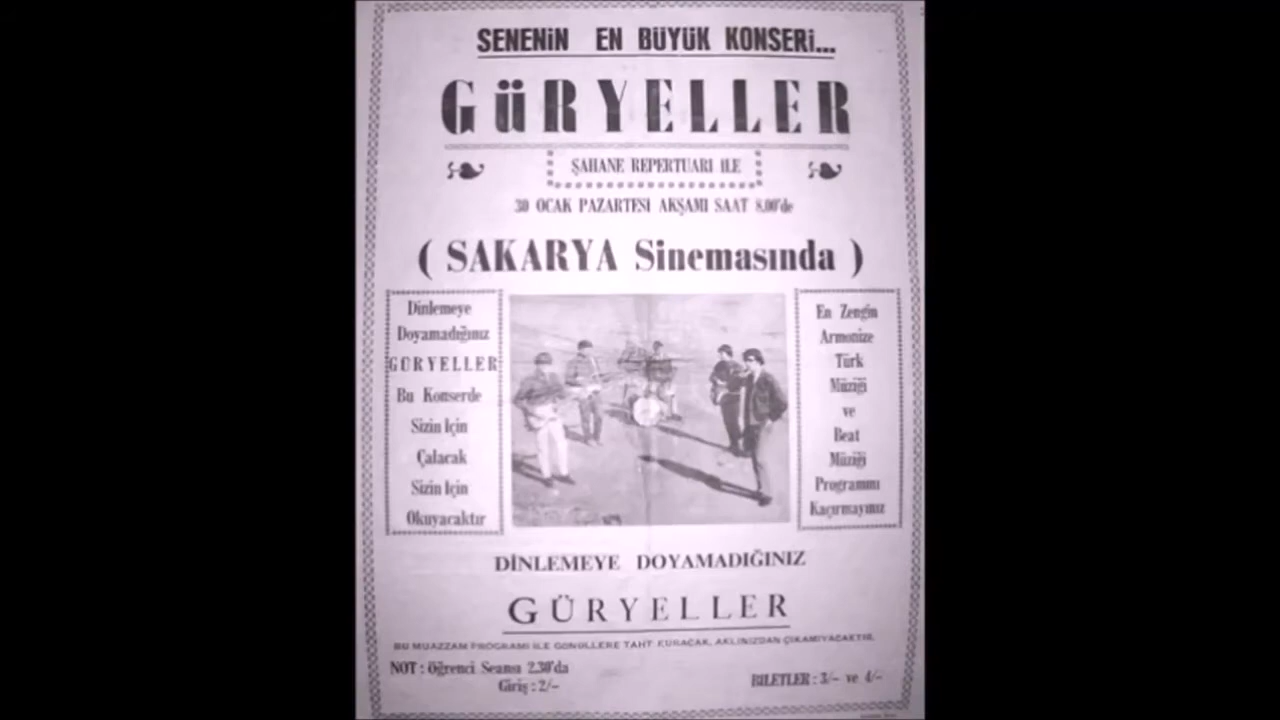 SENENİN EN BÜYÜK KONSERİ...
GÜRYELLER
ŞAHANE REPERTUARI İLE
30 OCAK PAZARTESİ AKŞAMI SAAT 8.00'de
( SAKARYA Sinemasında )
Dinlemeye
Doyamadığınız
GÜRYELLER
Bu Konserde
Sizin İçin
Çalacak
Sizin İçin
Okuyacaktır
En Zengin
Armonize
Türk
Müziği
ve
Beat
Müziği
Programını
Kaçırmayınız
DİNLEMEYE DOYAMADIĞINIZ
GÜRYELLER
BU MUAZZAM PROGRAMI İLE GÖNÜLLERE TAHT KURACAK, AKLINIZDAN ÇIKAMIYACAKTIR.
NOT : Öğrenci Seansı 2.30'da
Giriş : 2/–
BİLETLER : 3/– ve 4/–